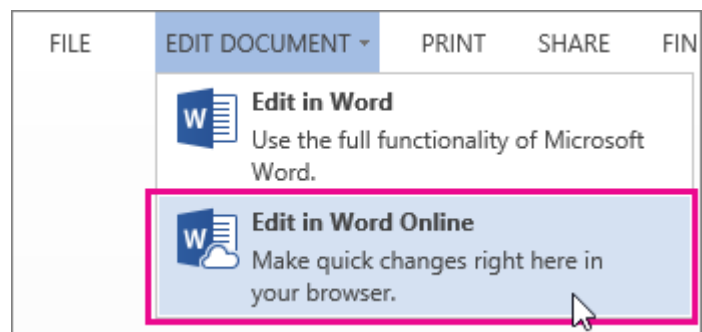 FILE EDIT DOCUMENT PRINT SHARE FIN
Edit in Word
Use the full functionality of Microsoft
Word.
Edit in Word Online
Make quick changes right here in
your browser.